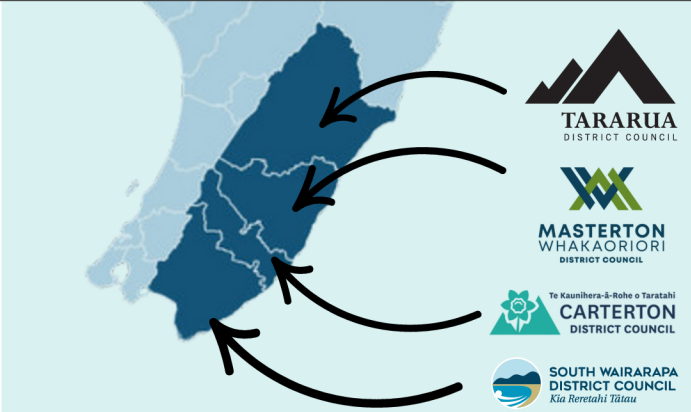 TARARUA
DISTRICT COUNCIL
MASTERTON
WHAKAORIORI
DISTRICT COUNCIL
Te Kaunihera-ā-Rohe o Taratahi
CARTERTON
DISTRICT COUNCIL
SOUTH WAIRARAPA
DISTRICT COUNCIL
Kia Reretahi Tātau